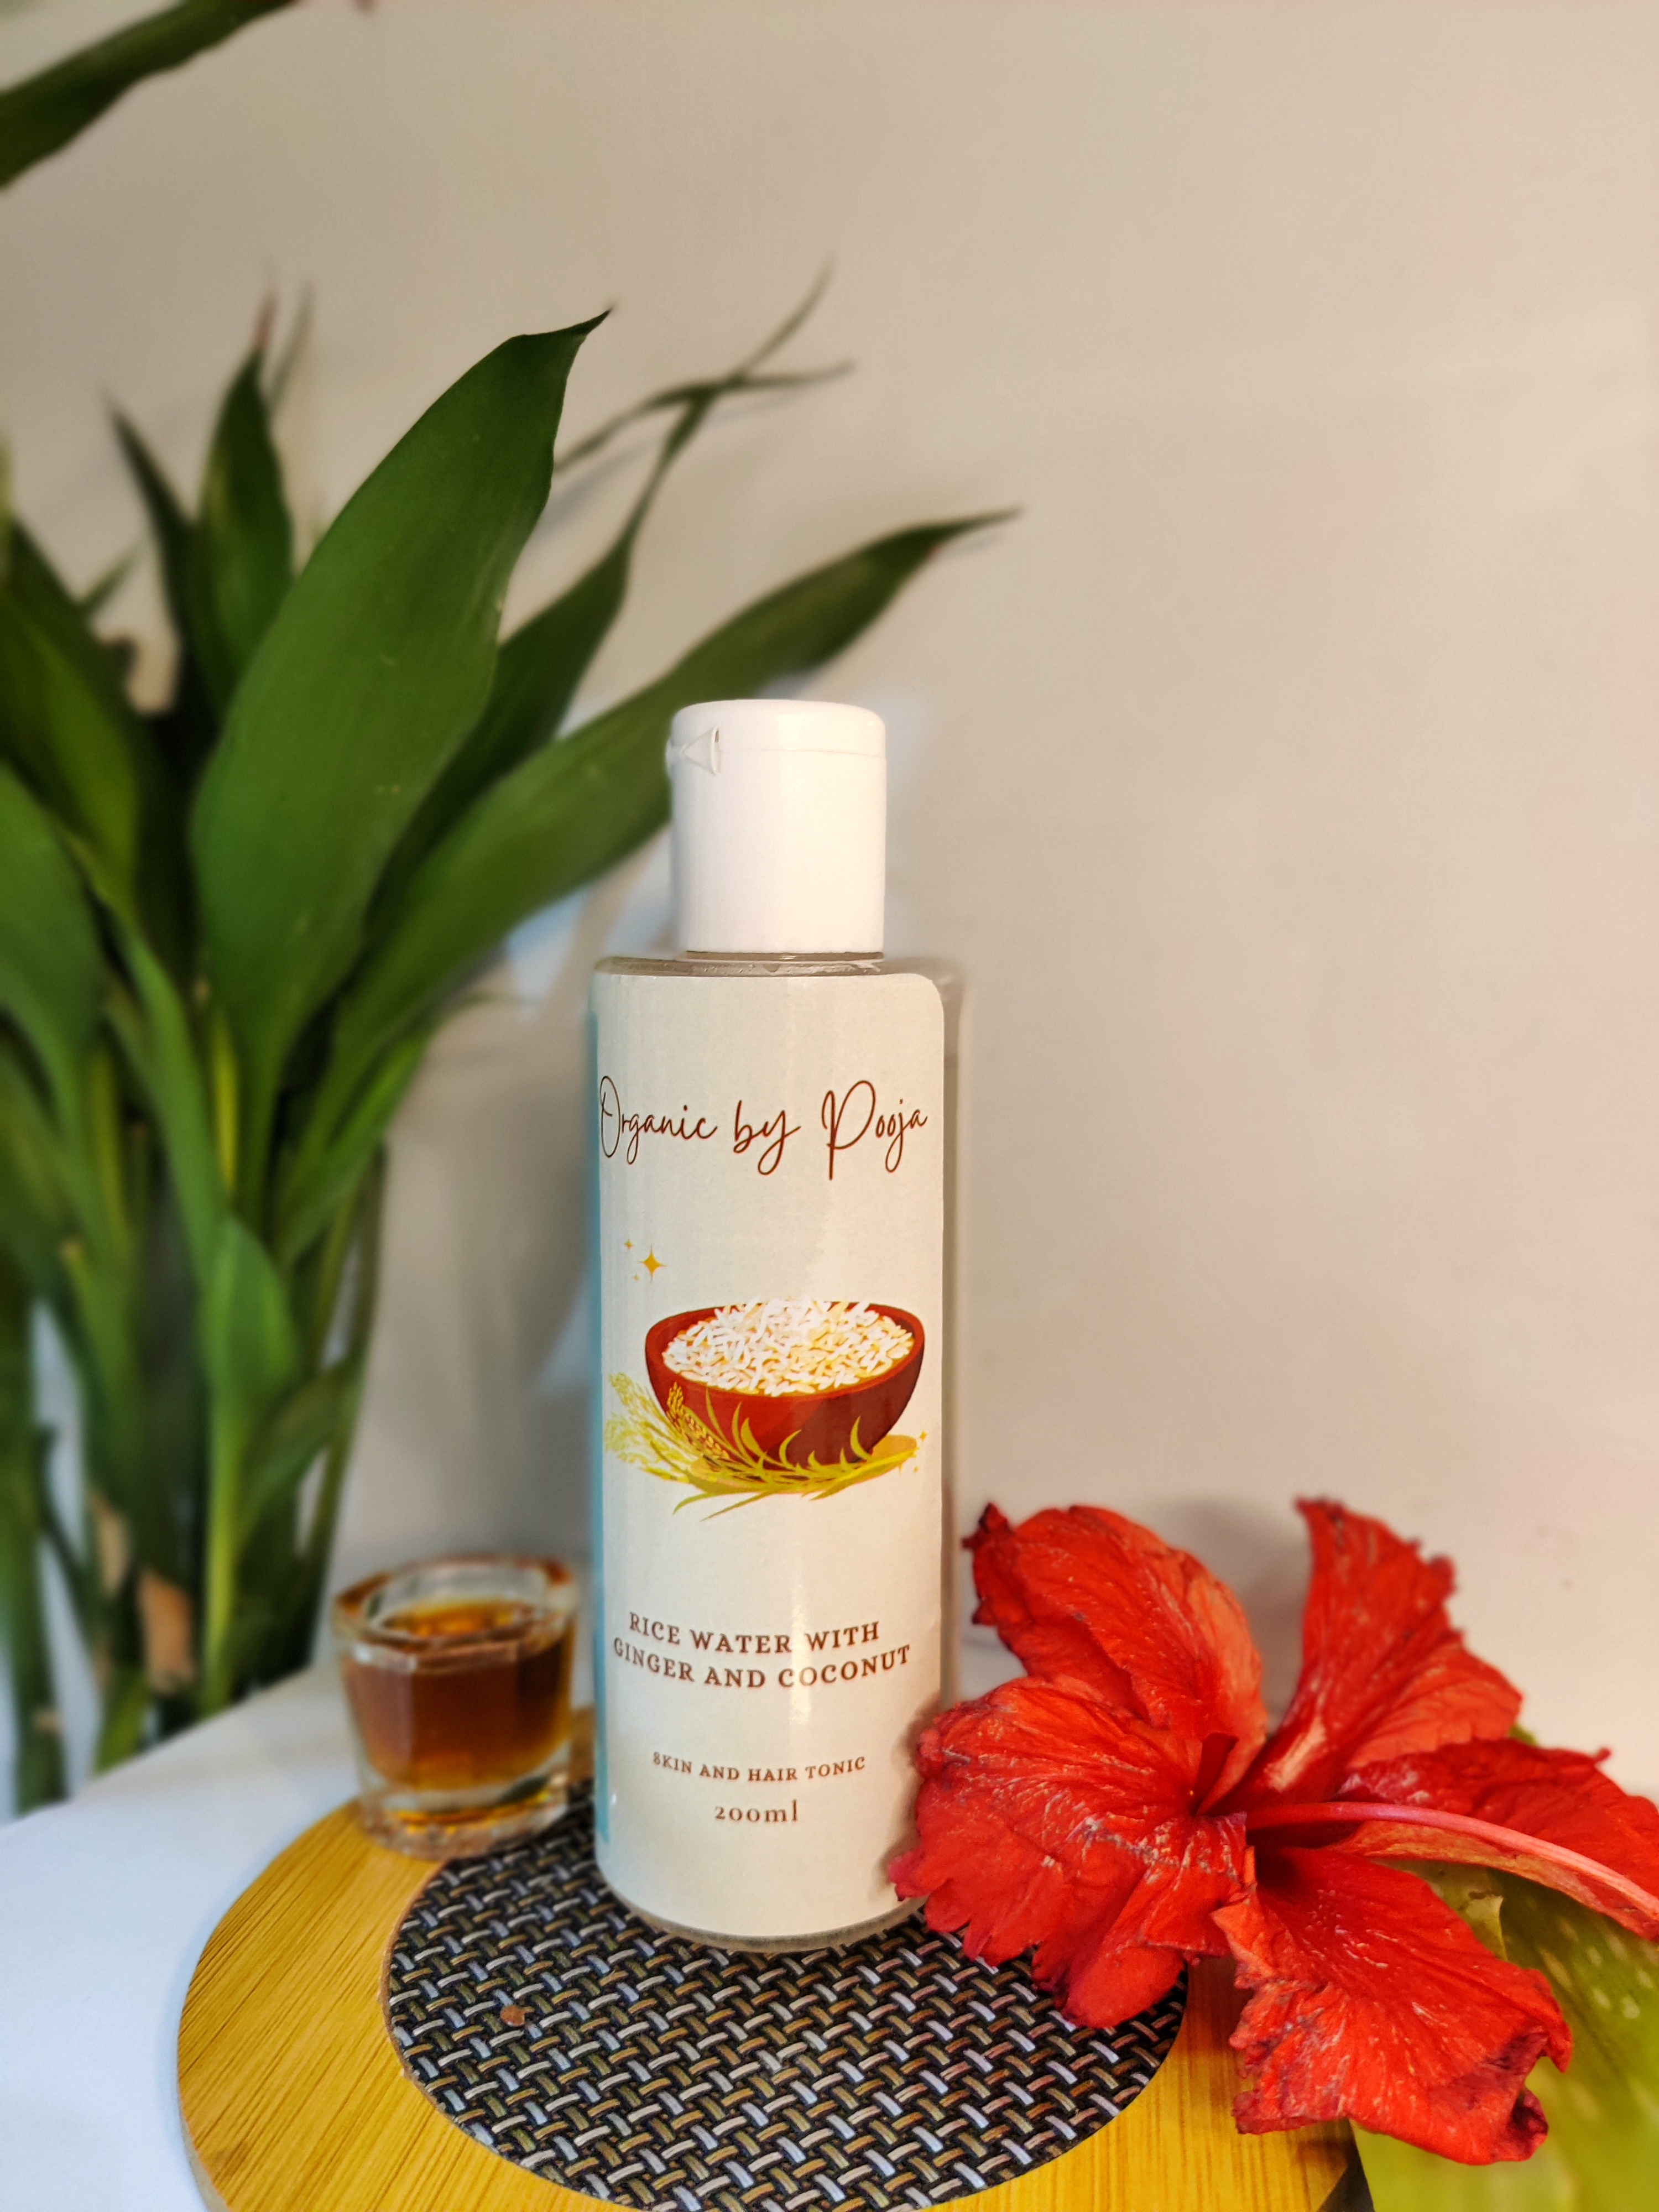 Organic by Pooja
RICE WATER WITH
GINGER AND COCONUT
SKIN AND HAIR TONIC
200ml